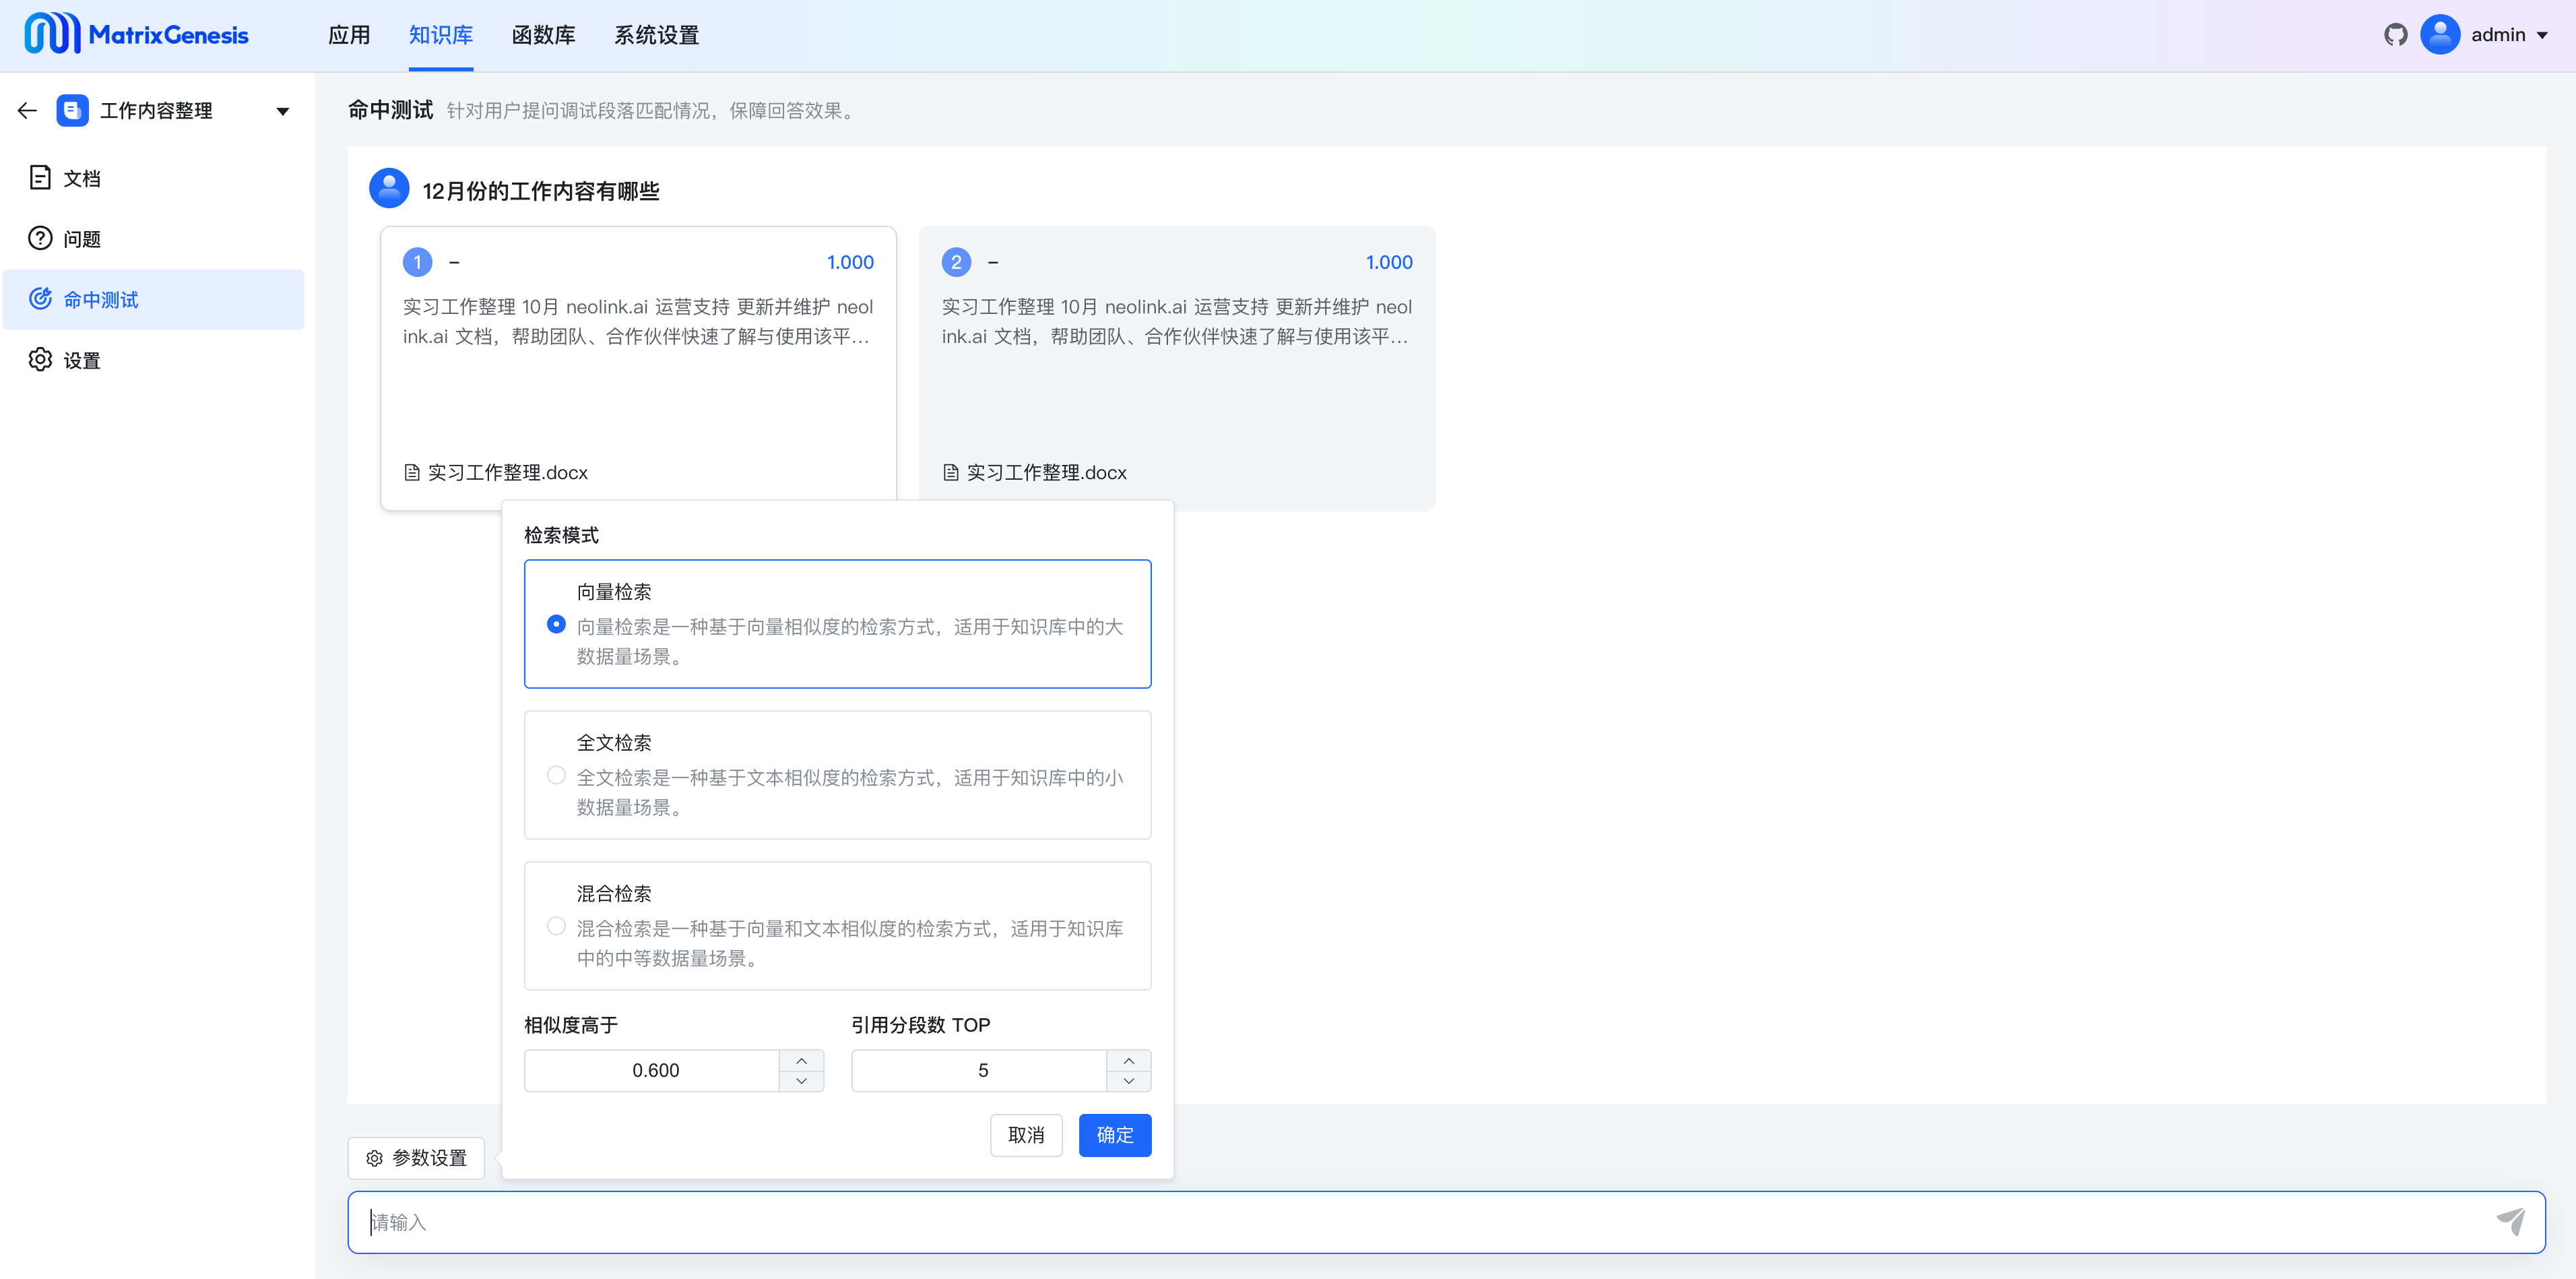 MatrixGenesis
应用 知识库 函数库 系统设置
admin
工作内容整理
文档
问题
命中测试
设置
命中测试 针对用户提问调试段落匹配情况，保障回答效果。
12月份的工作内容有哪些
1 – 1.000
实习工作整理 10月 neolink.ai 运营支持 更新并维护 neol
ink.ai 文档，帮助团队、合作伙伴快速了解与使用该平…
实习工作整理.docx
2 – 1.000
实习工作整理 10月 neolink.ai 运营支持 更新并维护 neol
ink.ai 文档，帮助团队、合作伙伴快速了解与使用该平…
实习工作整理.docx
检索模式
向量检索
向量检索是一种基于向量相似度的检索方式，适用于知识库中的大
数据量场景。
全文检索
全文检索是一种基于文本相似度的检索方式，适用于知识库中的小
数据量场景。
混合检索
混合检索是一种基于向量和文本相似度的检索方式，适用于知识库
中的中等数据量场景。
相似度高于 引用分段数 TOP
0.600 5
取消 确定
参数设置
请输入